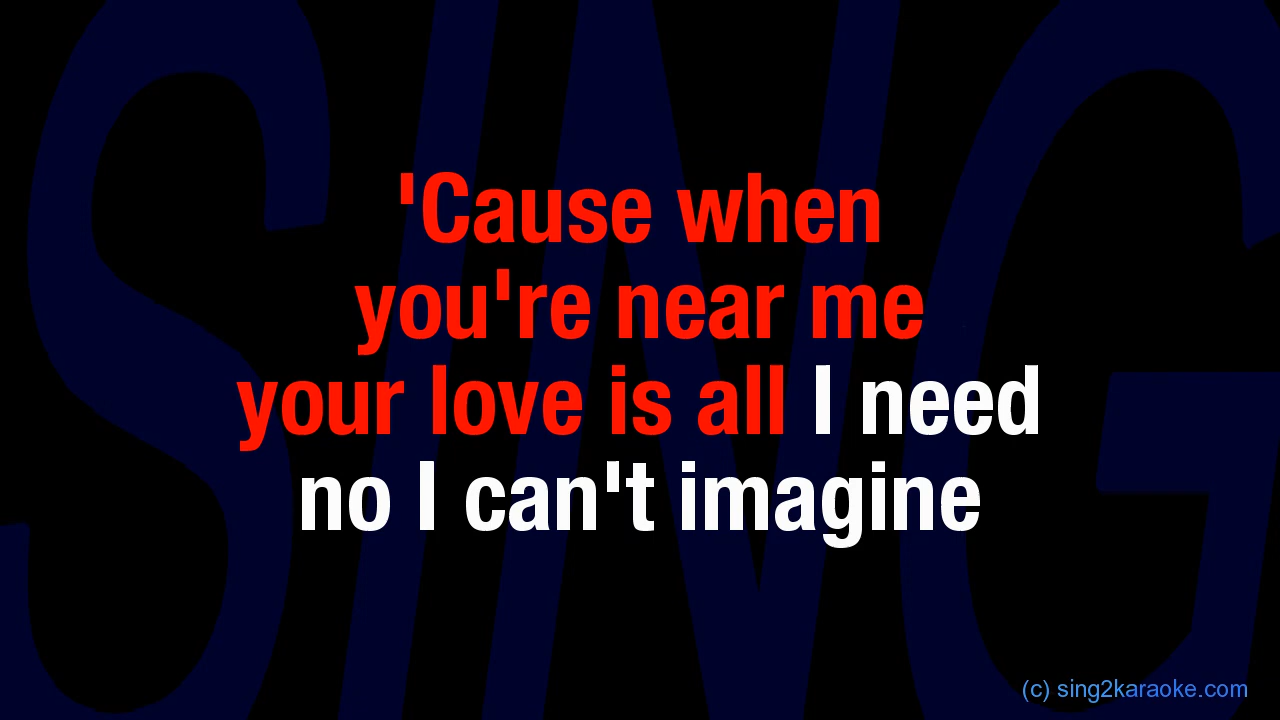 SING
'Cause when
you're near me
your love is all I need
no I can't imagine
(c) sing2karaoke.com